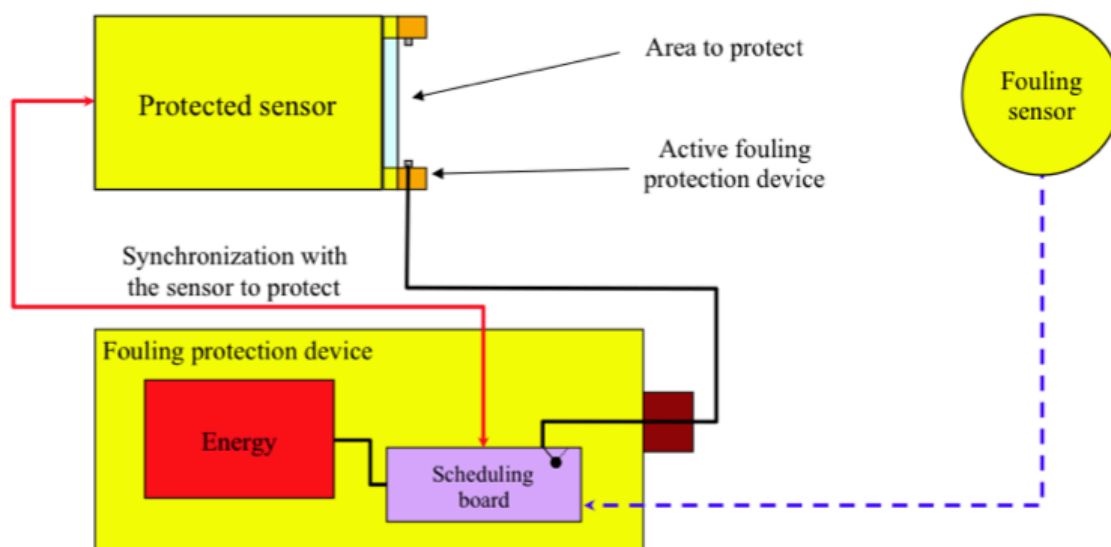 Protected sensor
Area to protect
Fouling
sensor
Active fouling
protection device
Synchronization with
the sensor to protect
Fouling protection device
Energy
Scheduling
board